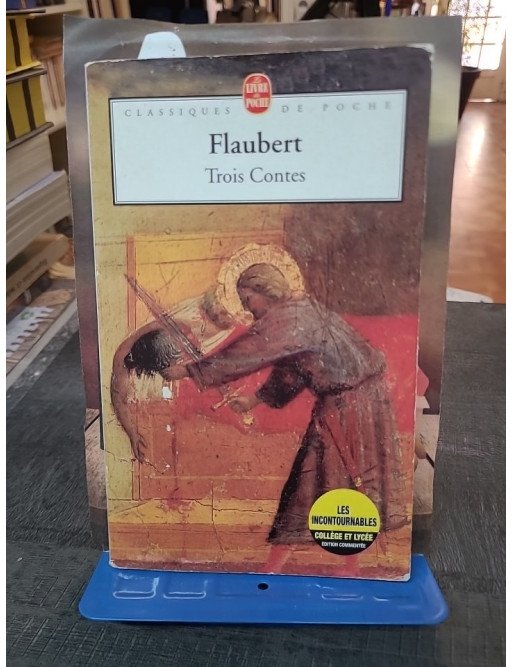 LE
LIVRE
de
POCHE
CLASSIQUES DE POCHE
Flaubert
Trois Contes
LES
INCONTOURNABLES
COLLÈGE ET LYCÉE
ÉDITION COMMENTÉE